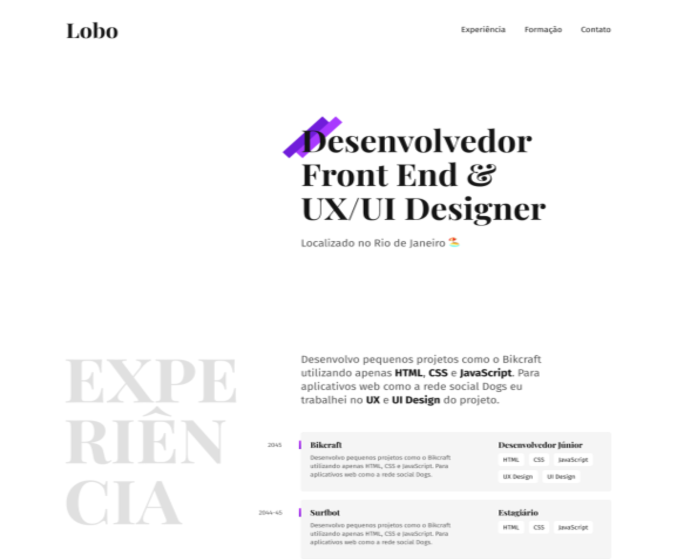 Lobo
Experiência Formação Contato
Desenvolvedor
Front End &
UX/UI Designer
Localizado no Rio de Janeiro 🏖️
EXPE
RIÊN
CIA
Desenvolvo pequenos projetos como o Bikcraft
utilizando apenas HTML, CSS e JavaScript. Para
aplicativos web como a rede social Dogs eu
trabalhei no UX e UI Design do projeto.
2045
Bikcraft
Desenvolvo pequenos projetos como o Bikcraft
utilizando apenas HTML, CSS e JavaScript. Para
aplicativos web como a rede social Dogs.
Desenvolvedor Júnior
HTML CSS JavaScript
UX Design UI Design
2044-45
Surfbot
Desenvolvo pequenos projetos como o Bikcraft
utilizando apenas HTML, CSS e JavaScript. Para
aplicativos web como a rede social Dogs.
Estagiário
HTML CSS JavaScript